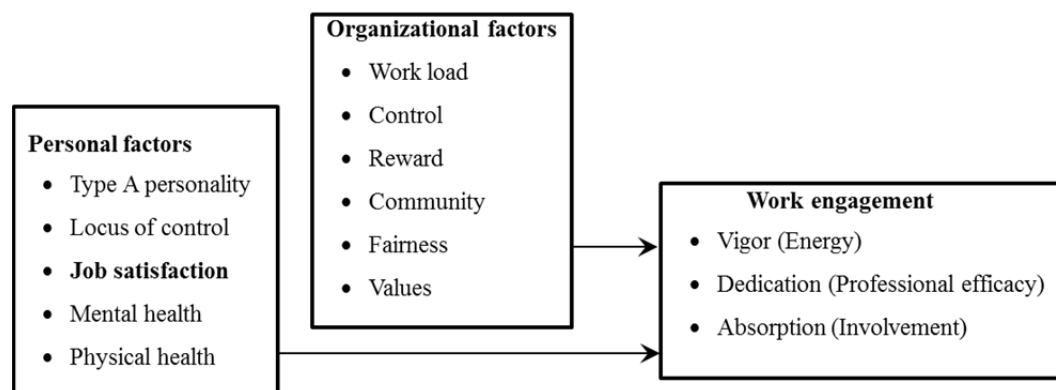 Organizational factors
• Work load
• Control
• Reward
• Community
• Fairness
• Values
Personal factors
• Type A personality
• Locus of control
• Job satisfaction
• Mental health
• Physical health
Work engagement
• Vigor (Energy)
• Dedication (Professional efficacy)
• Absorption (Involvement)